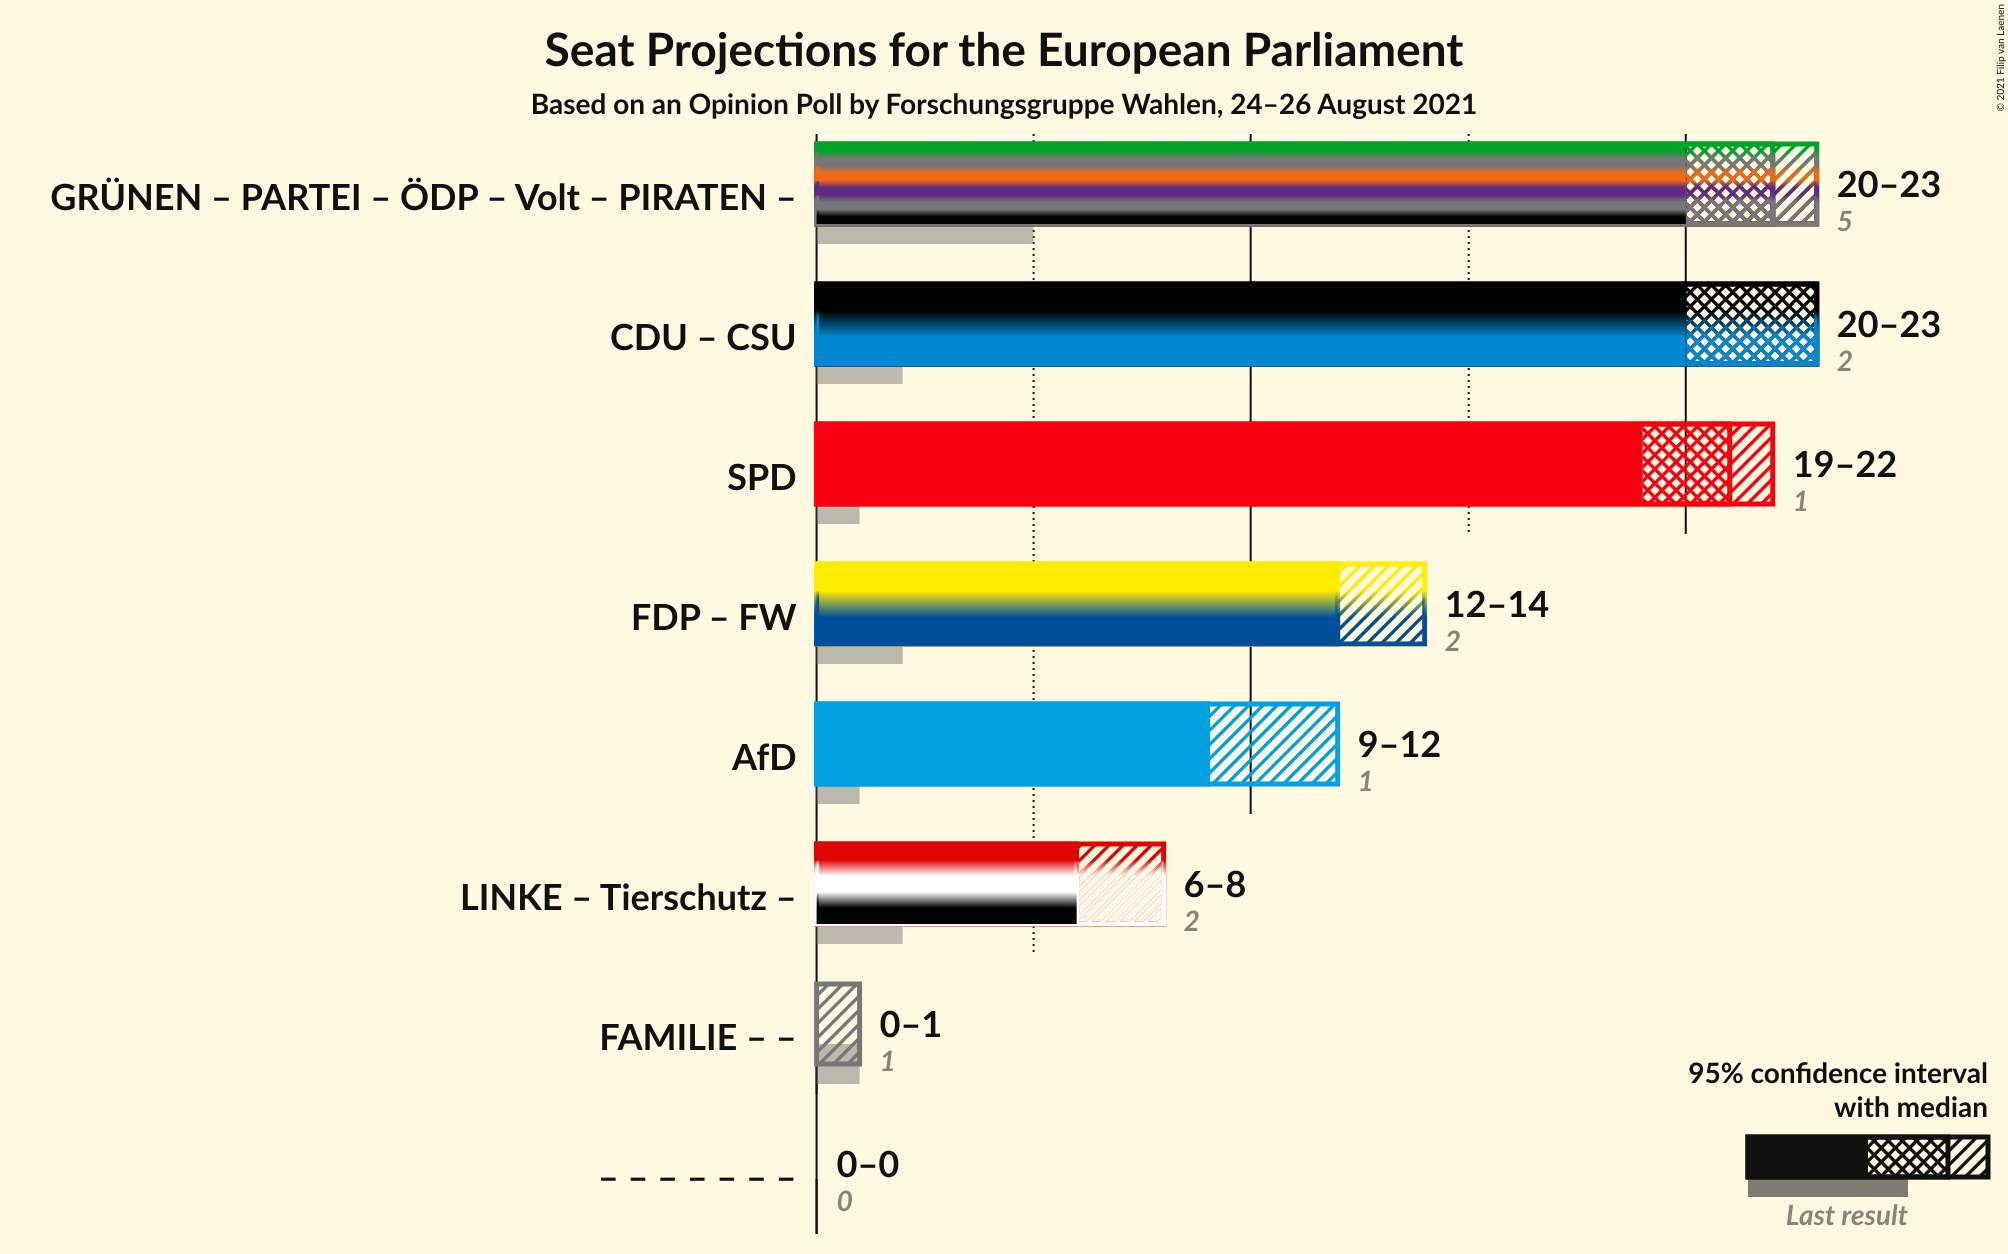 Seat Projections for the European Parliament
Based on an Opinion Poll by Forschungsgruppe Wahlen, 24–26 August 2021
© 2021 Filip van Laenen
GRÜNEN – PARTEI – ÖDP – Volt – PIRATEN –
20–23
5
CDU – CSU
20–23
2
SPD
19–22
1
FDP – FW
12–14
2
AfD
9–12
1
LINKE – Tierschutz –
6–8
2
FAMILIE – –
0–1
1
– – – – – – –
0–0
0
95% confidence interval
with median
Last result